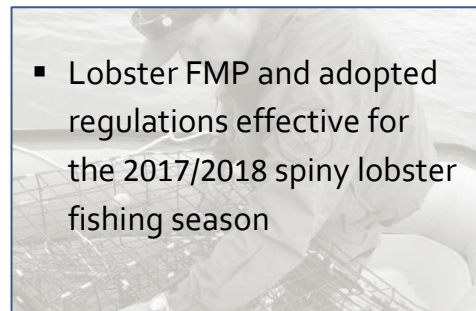 ▪ Lobster FMP and adopted
regulations effective for
the 2017/2018 spiny lobster
fishing season